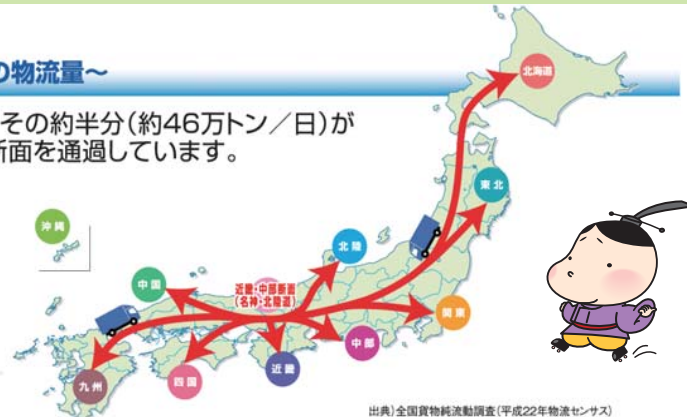 の物流量～
その約半分(約46万トン／日)が
断面を通過しています。
北海道
東北
沖縄
北陸
中国
近畿・中部断面
(名神・北陸道)
関東
中部
近畿
四国
九州
出典)全国貨物純流動調査(平成22年物流センサス)